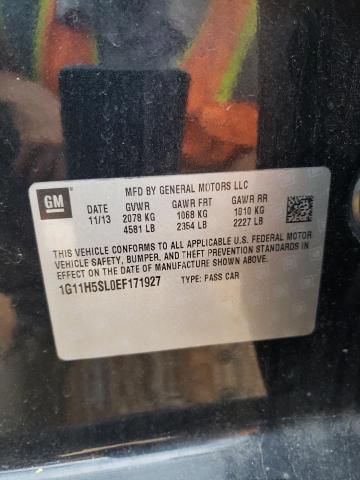 GM
MFD BY GENERAL MOTORS LLC
DATE GVWR GAWR FRT GAWR RR
11/13 2078 KG 1068 KG 1010 KG
4581 LB 2354 LB 2227 LB
THIS VEHICLE CONFORMS TO ALL APPLICABLE U.S. FEDERAL MOTOR
VEHICLE SAFETY, BUMPER, AND THEFT PREVENTION STANDARDS IN
EFFECT ON THE DATE OF MANUFACTURE SHOWN ABOVE.
1G11H5SL0EF171927 TYPE: PASS CAR